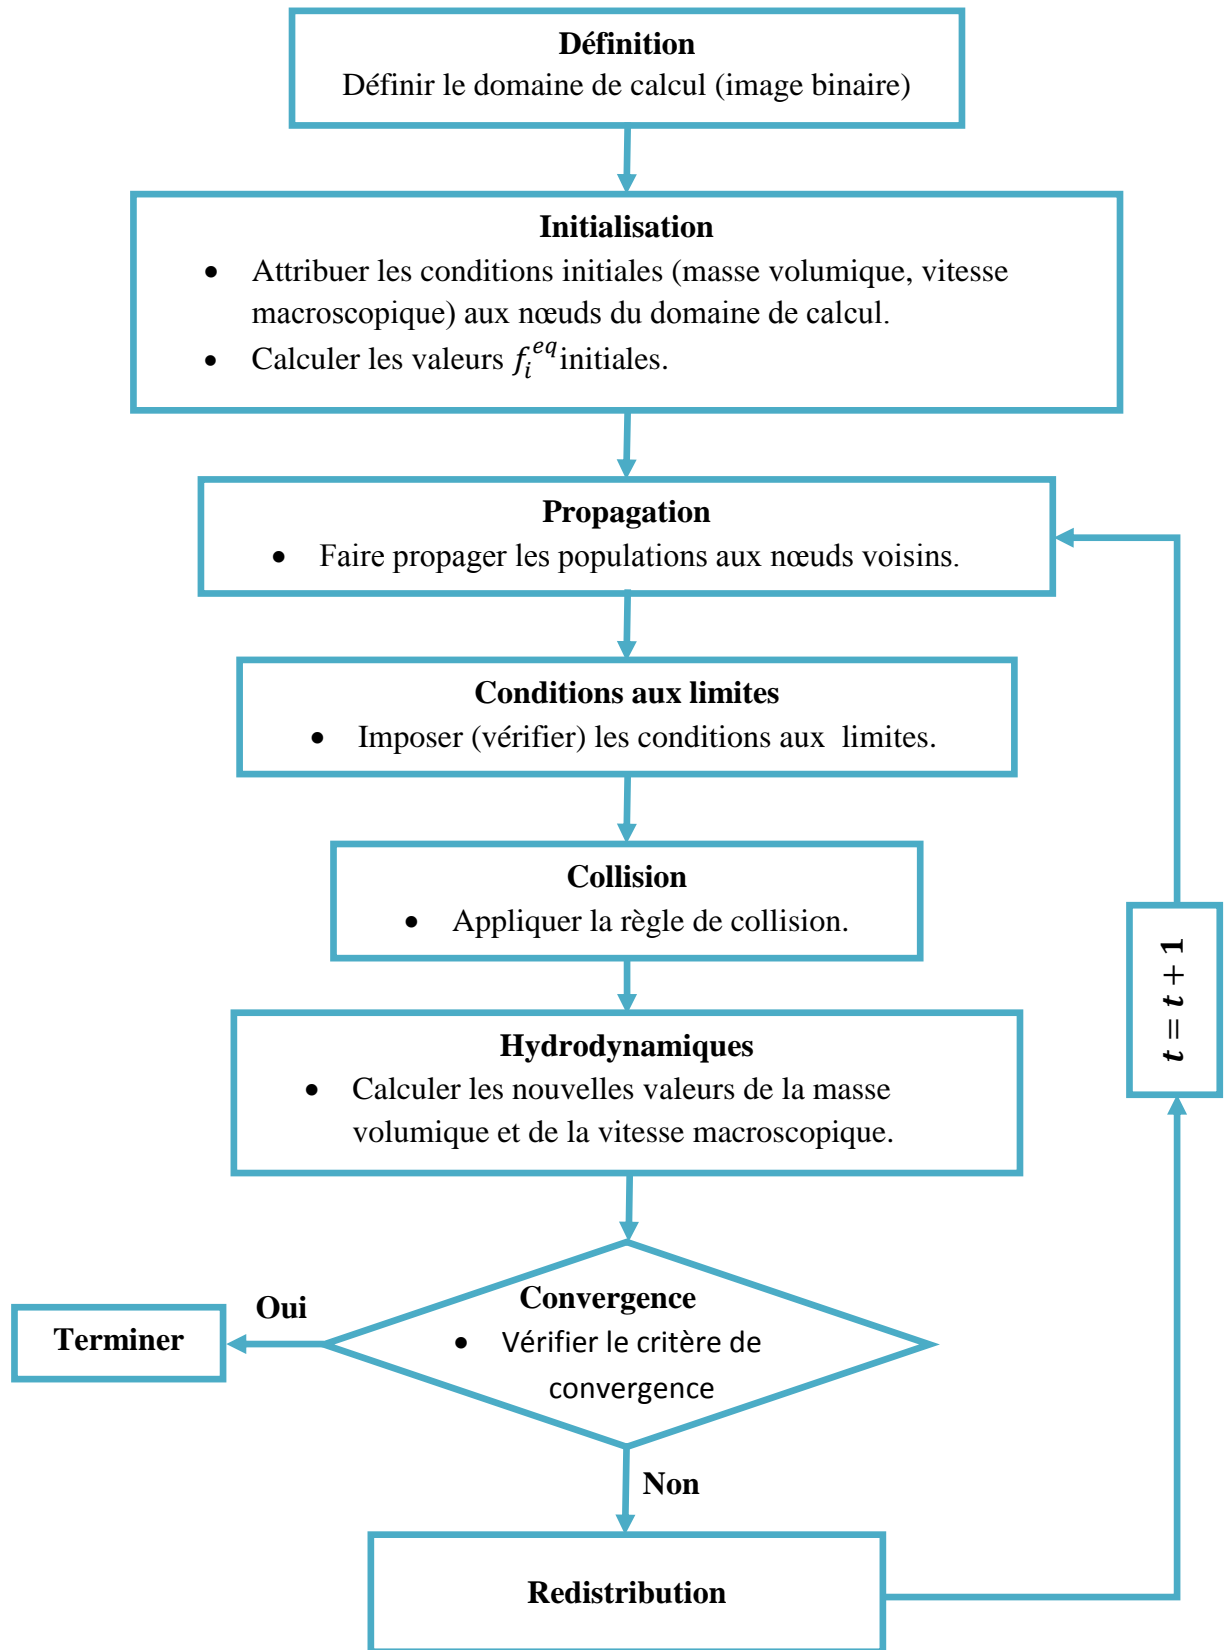 Définition
Définir le domaine de calcul (image binaire)
Initialisation
• Attribuer les conditions initiales (masse volumique, vitesse
macroscopique) aux nœuds du domaine de calcul.
• Calculer les valeurs $f_i^{eq}$initiales.
Propagation
• Faire propager les populations aux nœuds voisins.
Conditions aux limites
• Imposer (vérifier) les conditions aux limites.
Collision
• Appliquer la règle de collision.
t = t + 1
Hydrodynamiques
• Calculer les nouvelles valeurs de la masse
volumique et de la vitesse macroscopique.
Convergence
• Vérifier le critère de
convergence
Oui
Terminer
Non
Redistribution